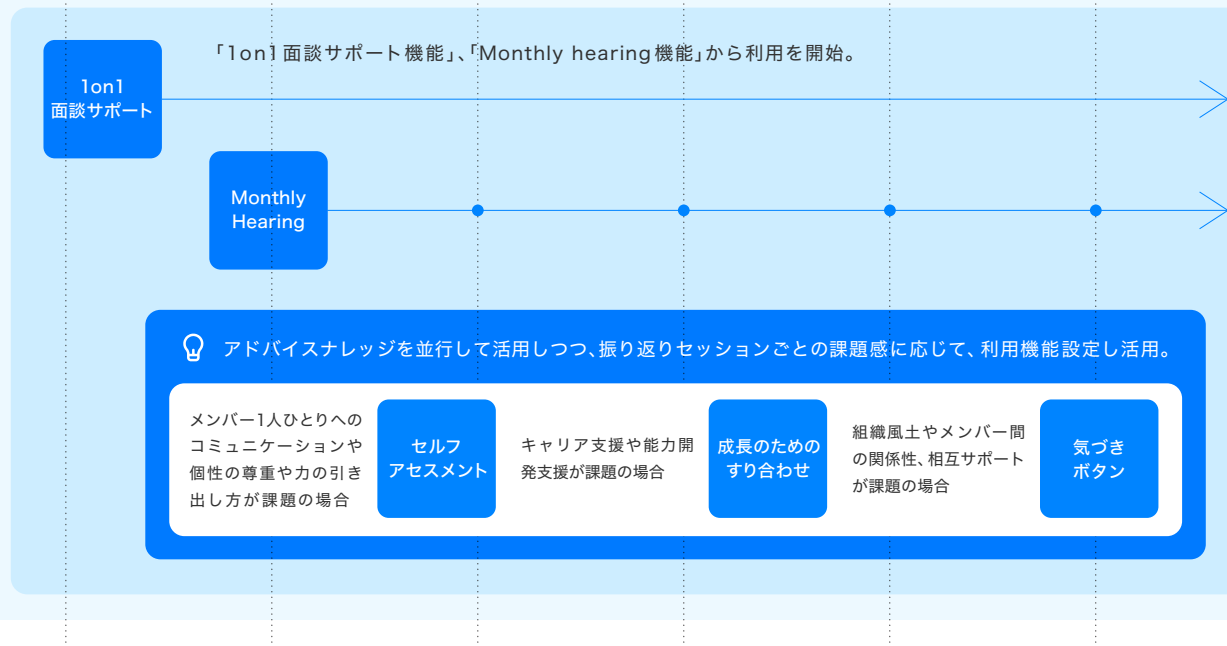 「1on1面談サポート機能」、「Monthly hearing機能」から利用を開始。
1on1
面談サポート
Monthly
Hearing
アドバイスナレッジを並行して活用しつつ、振り返りセッションごとの課題感に応じて、利用機能設定し活用。
メンバー1人ひとりへの
コミュニケーションや
個性の尊重や力の引き
出し方が課題の場合
セルフ
アセスメント
キャリア支援や能力開
発支援が課題の場合
成長のための
すり合わせ
組織風土やメンバー間
の関係性、相互サポート
が課題の場合
気づき
ボタン